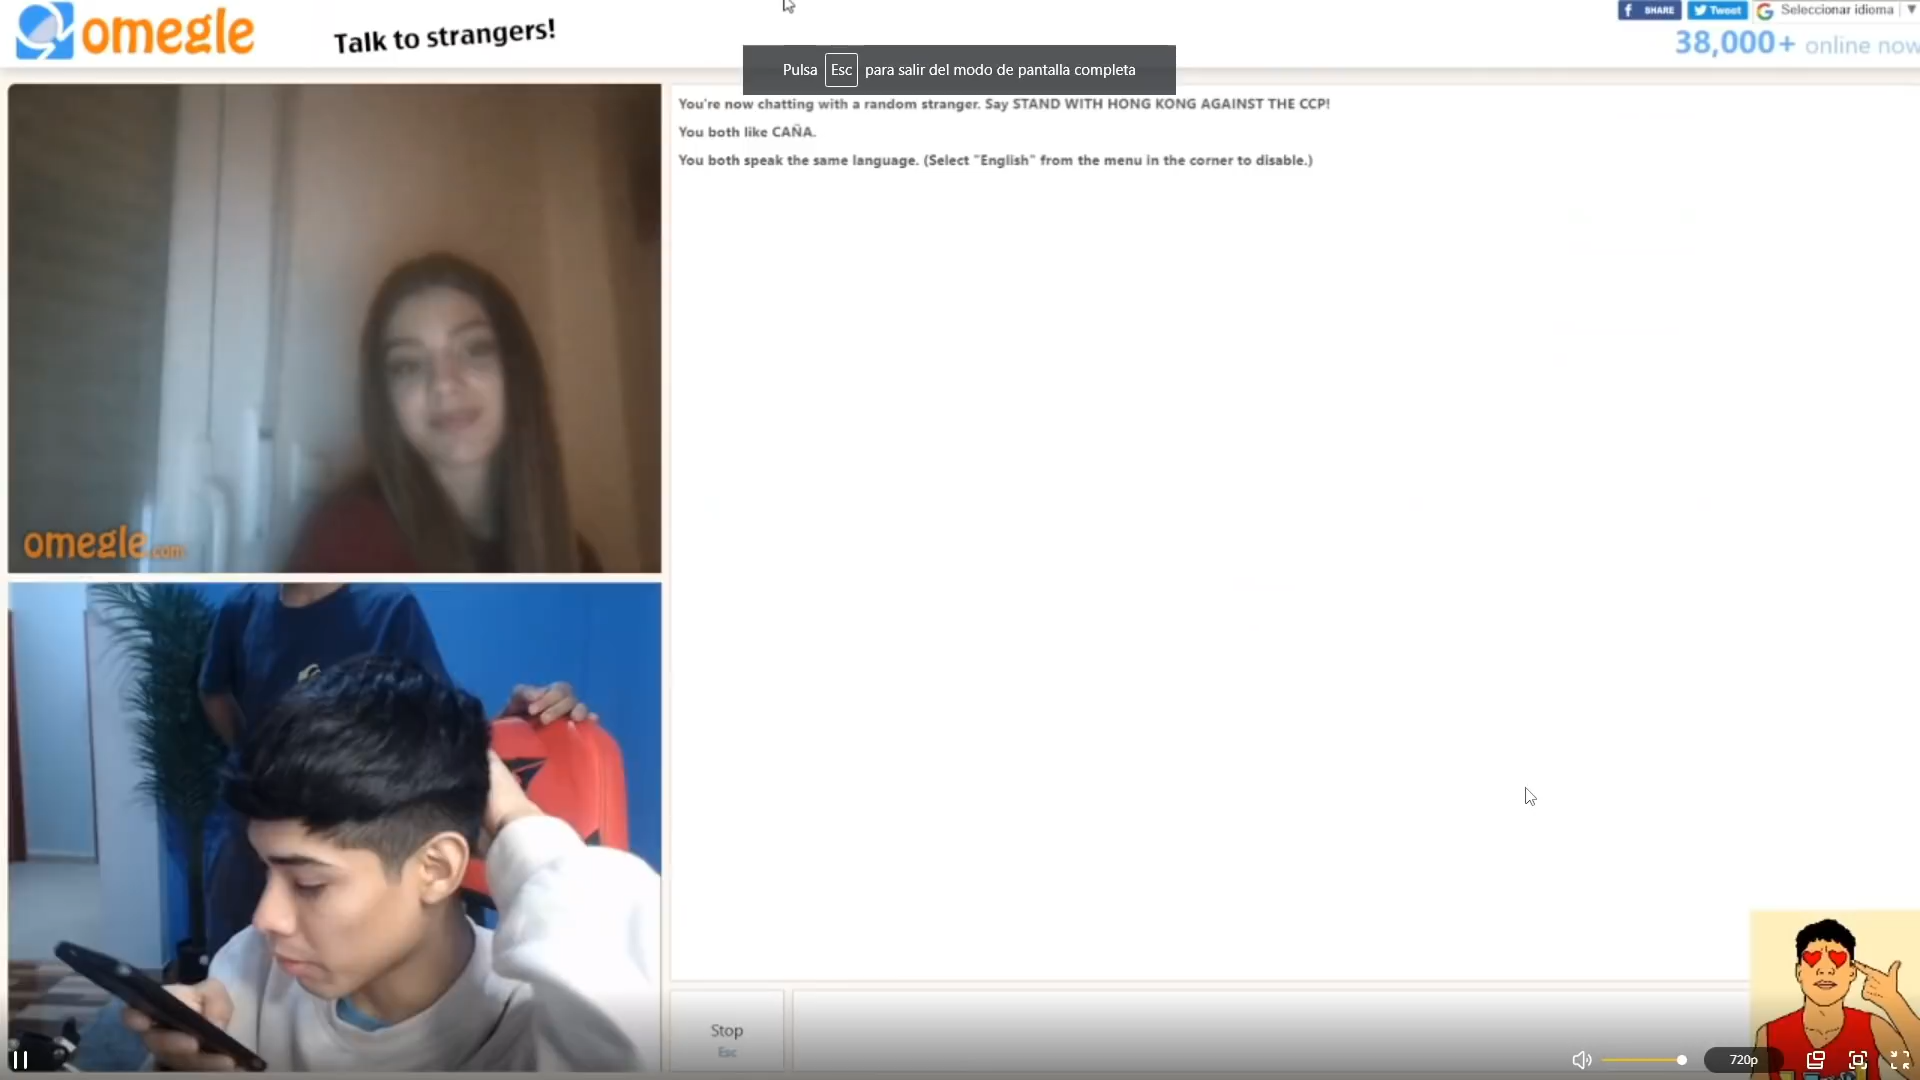 omegle
Talk to strangers!
SHARE
Tweet
Seleccionar idioma
38,000+ online now
Pulsa Esc para salir del modo de pantalla completa
You're now chatting with a random stranger. Say STAND WITH HONG KONG AGAINST THE CCP!
You both like CAÑA.
You both speak the same language. (Select "English" from the menu in the corner to disable.)
omegle.com
Stop
Esc
720p